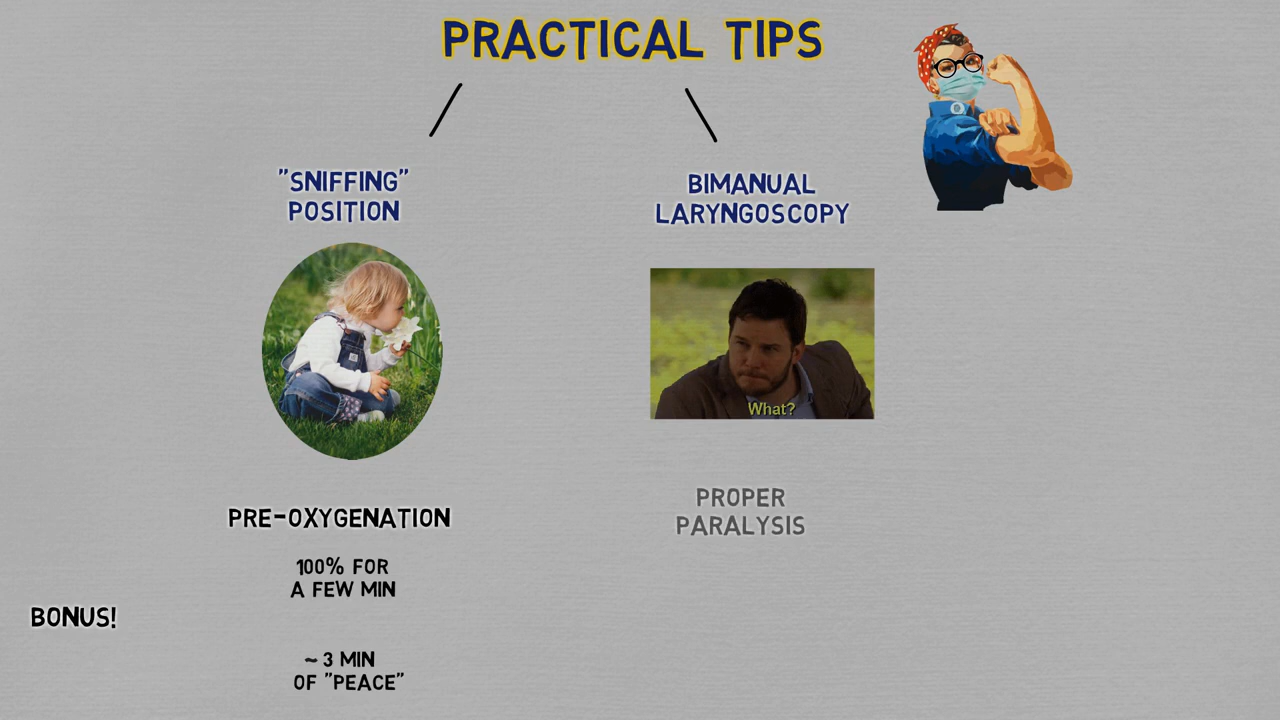 PRACTICAL TIPS
"SNIFFING"
POSITION
BIMANUAL
LARYNGOSCOPY
What?
PRE-OXYGENATION
100% FOR
A FEW MIN
~ 3 MIN
OF "PEACE"
PROPER
PARALYSIS
BONUS!